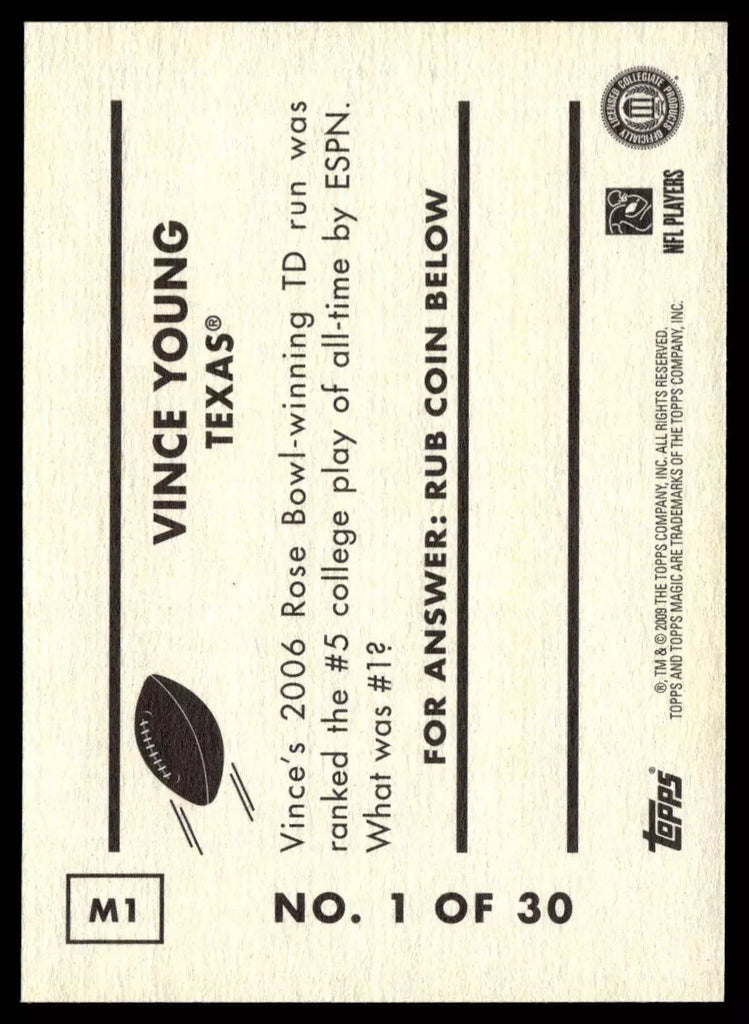 M1
VINCE YOUNG
TEXAS®
Vince's 2006 Rose Bowl-winning TD run was
ranked the #5 college play of all-time by ESPN.
What was #1?
FOR ANSWER: RUB COIN BELOW
NO. 1 OF 30
topps®
®, TM & © 2009 THE TOPPS COMPANY, INC. ALL RIGHTS RESERVED.
TOPPS AND TOPPS MAGIC ARE TRADEMARKS OF THE TOPPS COMPANY, INC.
NFL PLAYERS
OFFICIALLY LICENSED COLLEGIATE PRODUCTS